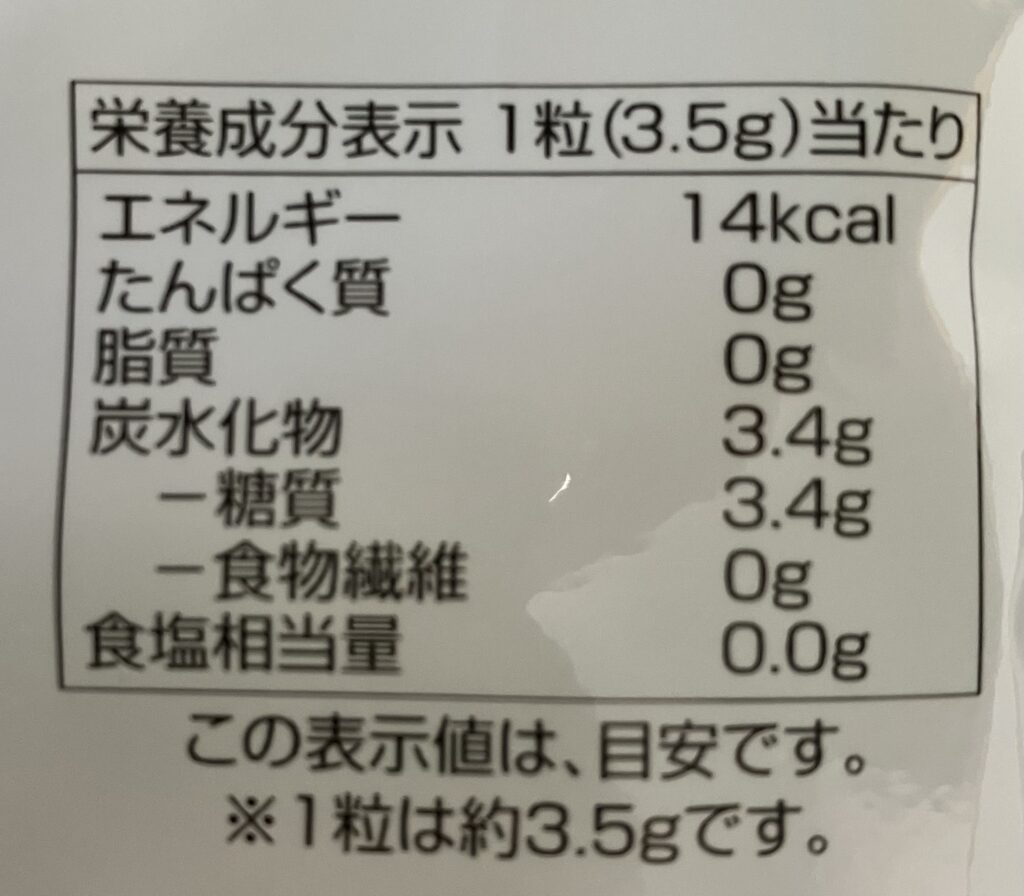 栄養成分表示 1粒(3.5g)当たり
エネルギー 14kcal
たんぱく質 0g
脂質 0g
炭水化物 3.4g
－糖質 3.4g
－食物繊維 0g
食塩相当量 0.0g
この表示値は、目安です。
※1粒は約3.5gです。